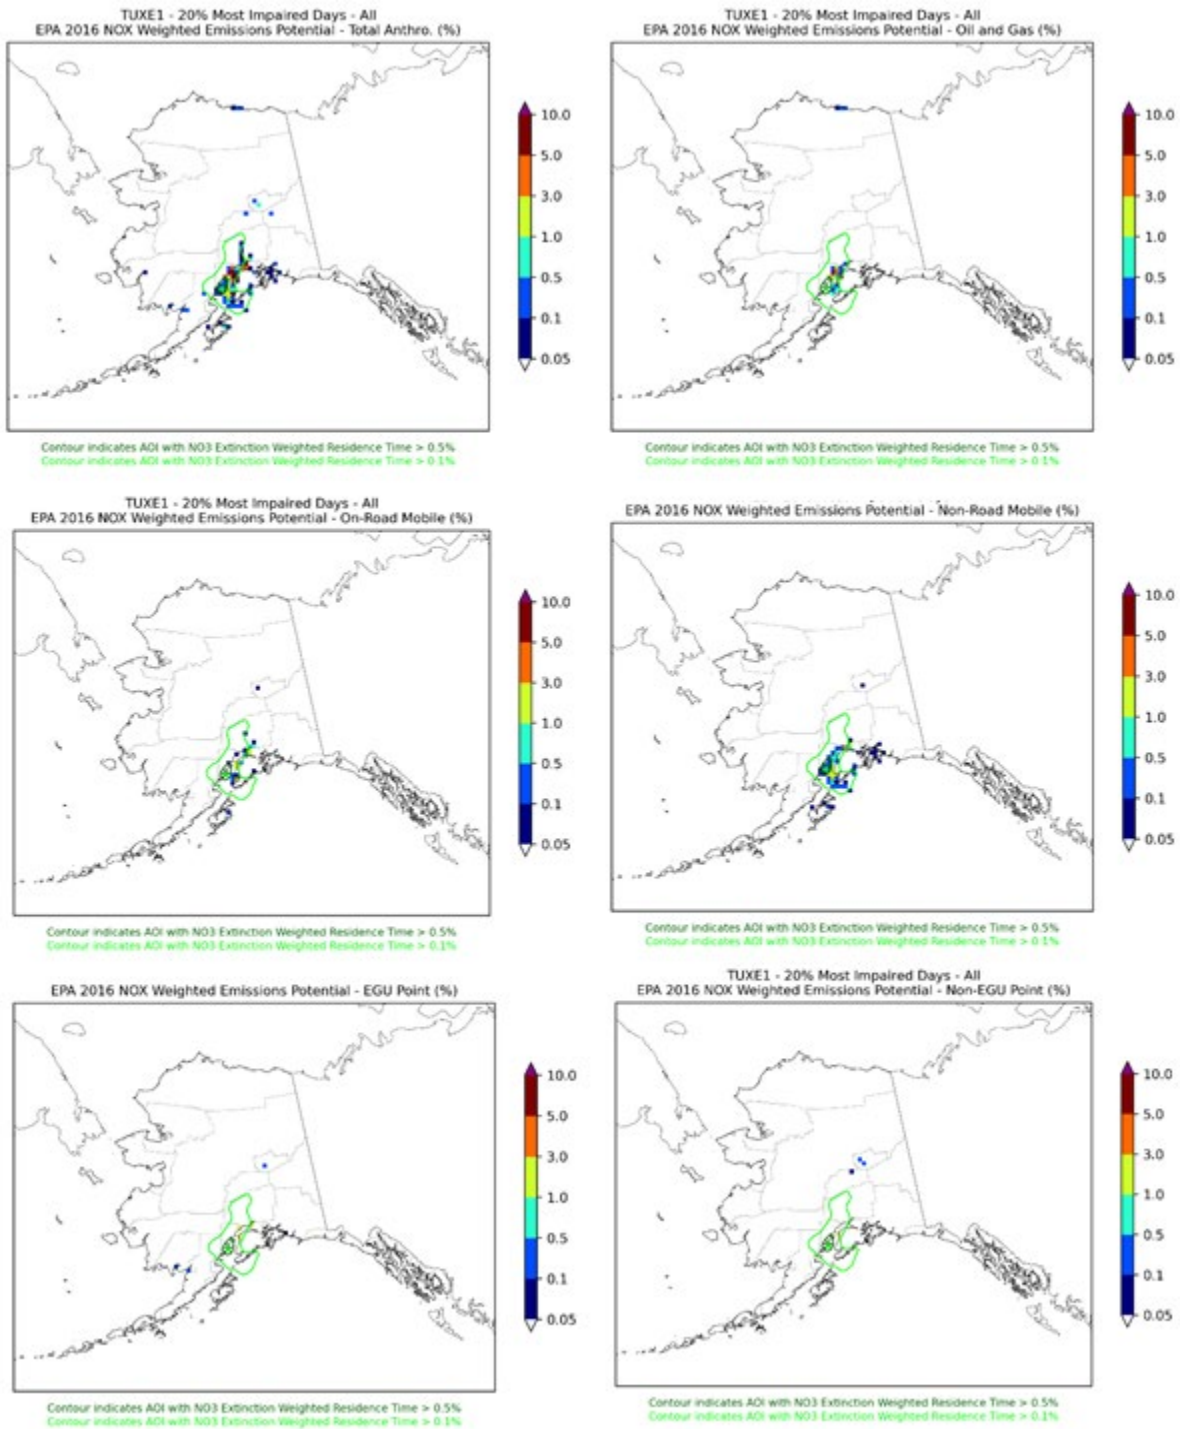 TUXE1 - 20% Most Impaired Days - All
EPA 2016 NOX Weighted Emissions Potential - Total Anthro. (%)
10.0
5.0
3.0
1.0
0.5
0.1
0.05
Contour indicates AOI with NO3 Extinction Weighted Residence Time > 0.5%
Contour indicates AOI with NO3 Extinction Weighted Residence Time > 0.1%
TUXE1 - 20% Most Impaired Days - All
EPA 2016 NOX Weighted Emissions Potential - Oil and Gas (%)
10.0
5.0
3.0
1.0
0.5
0.1
0.05
Contour indicates AOI with NO3 Extinction Weighted Residence Time > 0.5%
Contour indicates AOI with NO3 Extinction Weighted Residence Time > 0.1%
TUXE1 - 20% Most Impaired Days - All
EPA 2016 NOX Weighted Emissions Potential - On-Road Mobile (%)
10.0
5.0
3.0
1.0
0.5
0.1
0.05
Contour indicates AOI with NO3 Extinction Weighted Residence Time > 0.5%
Contour indicates AOI with NO3 Extinction Weighted Residence Time > 0.1%
EPA 2016 NOX Weighted Emissions Potential - Non-Road Mobile (%)
10.0
5.0
3.0
1.0
0.5
0.1
0.05
Contour indicates AOI with NO3 Extinction Weighted Residence Time > 0.5%
Contour indicates AOI with NO3 Extinction Weighted Residence Time > 0.1%
EPA 2016 NOX Weighted Emissions Potential - EGU Point (%)
10.0
5.0
3.0
1.0
0.5
0.1
0.05
Contour indicates AOI with NO3 Extinction Weighted Residence Time > 0.5%
Contour indicates AOI with NO3 Extinction Weighted Residence Time > 0.1%
TUXE1 - 20% Most Impaired Days - All
EPA 2016 NOX Weighted Emissions Potential - Non-EGU Point (%)
10.0
5.0
3.0
1.0
0.5
0.1
0.05
Contour indicates AOI with NO3 Extinction Weighted Residence Time > 0.5%
Contour indicates AOI with NO3 Extinction Weighted Residence Time > 0.1%